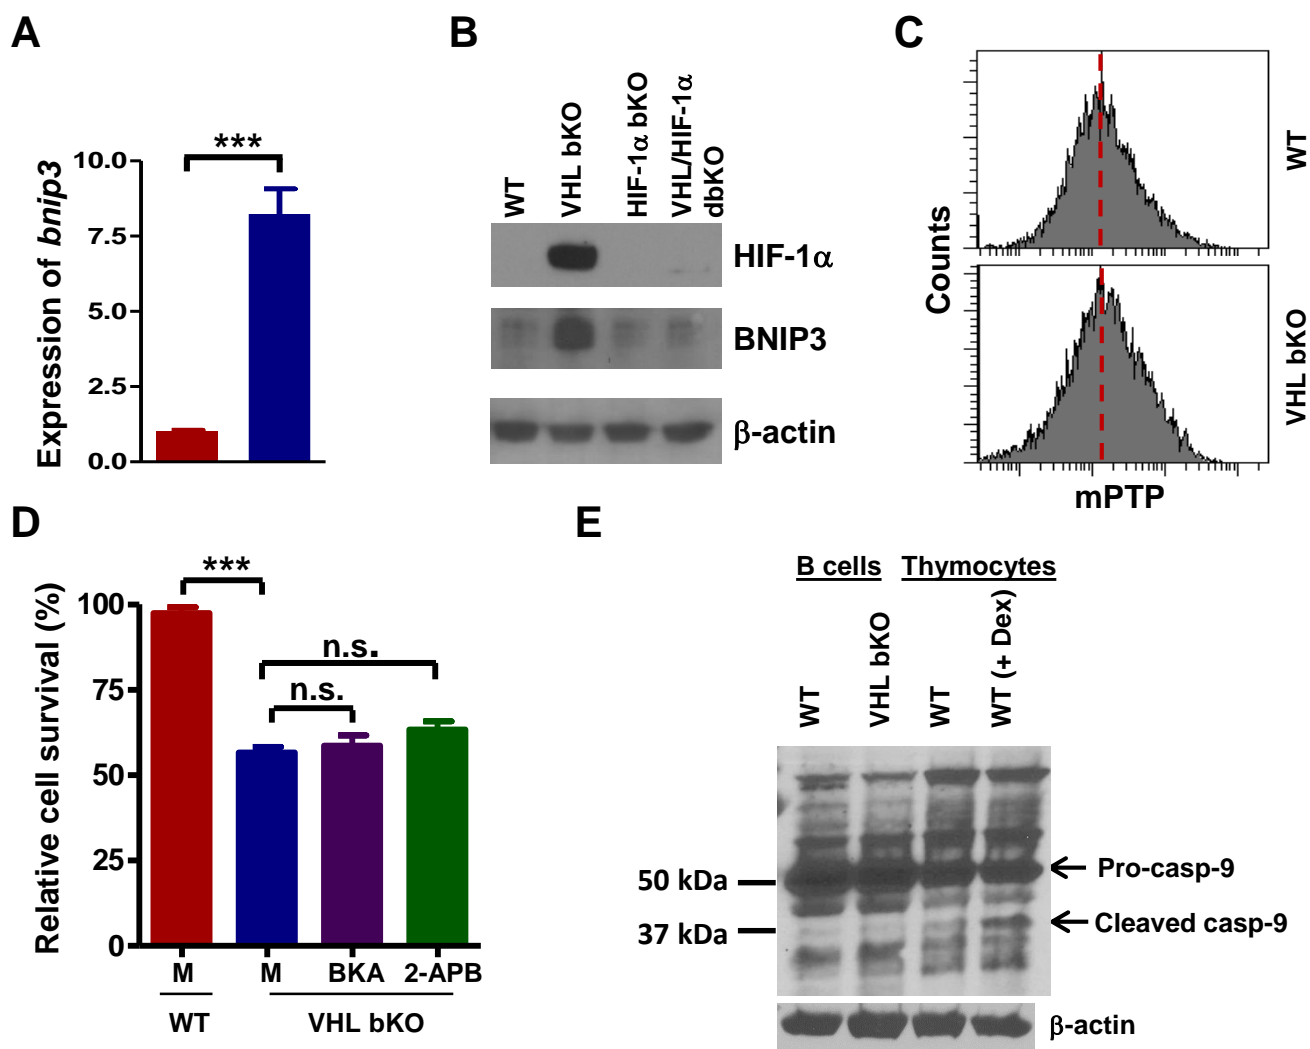 A
Expression of bnip3
10.0
7.5
5.0
2.5
0.0
***
B
WT
VHL bKO
HIF-1α bKO
VHL/HIF-1α
dbKO
HIF-1α
BNIP3
β-actin
C
Counts
WT
VHL bKO
mPTP
D
Relative cell survival (%)
100
75
50
25
0
***
n.s.
n.s.
M
M
BKA
2-APB
WT
VHL bKO
E
B cells
Thymocytes
WT
VHL bKO
WT
WT (+ Dex)
50 kDa
37 kDa
Pro-casp-9
Cleaved casp-9
β-actin